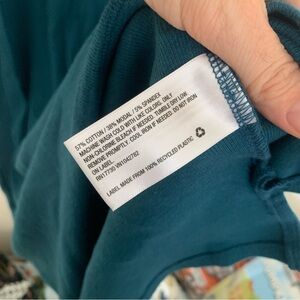 57% COTTON / 38% MODAL / 5% SPANDEX
MACHINE WASH COLD WITH LIKE COLORS. ONLY
NON-CHLORINE BLEACH IF NEEDED. TUMBLE DRY LOW.
REMOVE PROMPTLY. COOL IRON IF NEEDED. DO NOT IRON
ON LABEL.
RN17730 VN1042782
LABEL MADE FROM 100% RECYCLED PLASTIC